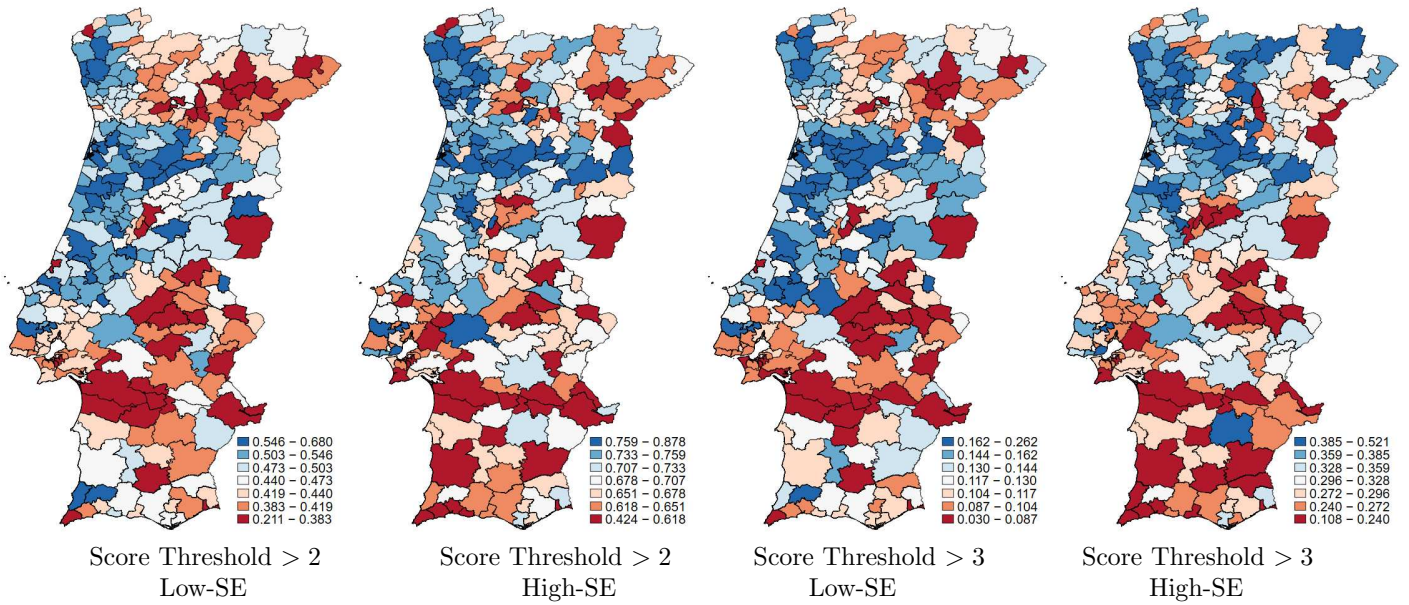 0.546 – 0.680
0.503 – 0.546
0.473 – 0.503
0.440 – 0.473
0.419 – 0.440
0.383 – 0.419
0.211 – 0.383
0.759 – 0.878
0.733 – 0.759
0.707 – 0.733
0.678 – 0.707
0.651 – 0.678
0.618 – 0.651
0.424 – 0.618
0.162 – 0.262
0.144 – 0.162
0.130 – 0.144
0.117 – 0.130
0.104 – 0.117
0.087 – 0.104
0.030 – 0.087
0.385 – 0.521
0.359 – 0.385
0.328 – 0.359
0.296 – 0.328
0.272 – 0.296
0.240 – 0.272
0.108 – 0.240
Score Threshold > 2
Low-SE
Score Threshold > 2
High-SE
Score Threshold > 3
Low-SE
Score Threshold > 3
High-SE